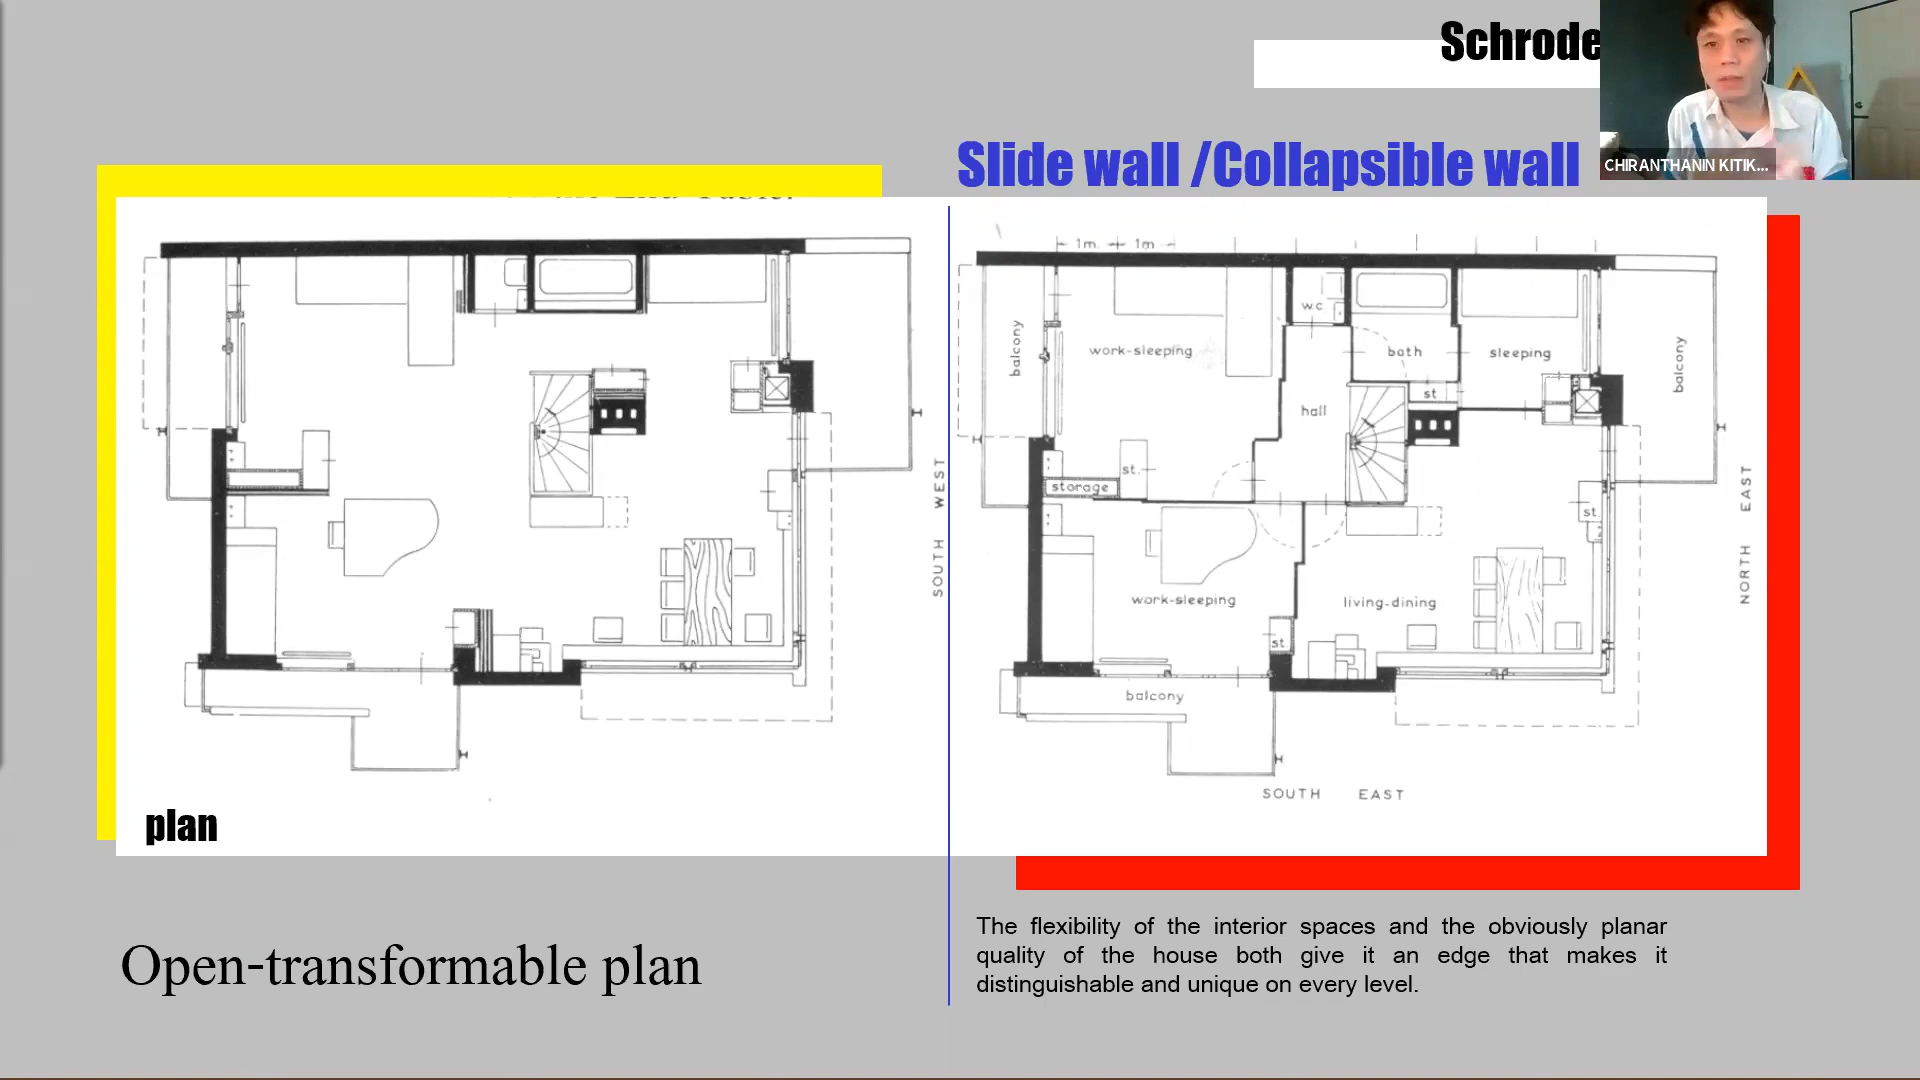 Schrode
Slide wall /Collapsible wall
CHIRANTHANIN KITIK...
1m. 1m
balcony
work-sleeping
w.c
bath
sleeping
balcony
st
hall
st.
storage
st.
work-sleeping
living-dining
st
balcony
SOUTH WEST
NORTH EAST
SOUTH EAST
plan
Open-transformable plan
The flexibility of the interior spaces and the obviously planar
quality of the house both give it an edge that makes it
distinguishable and unique on every level.